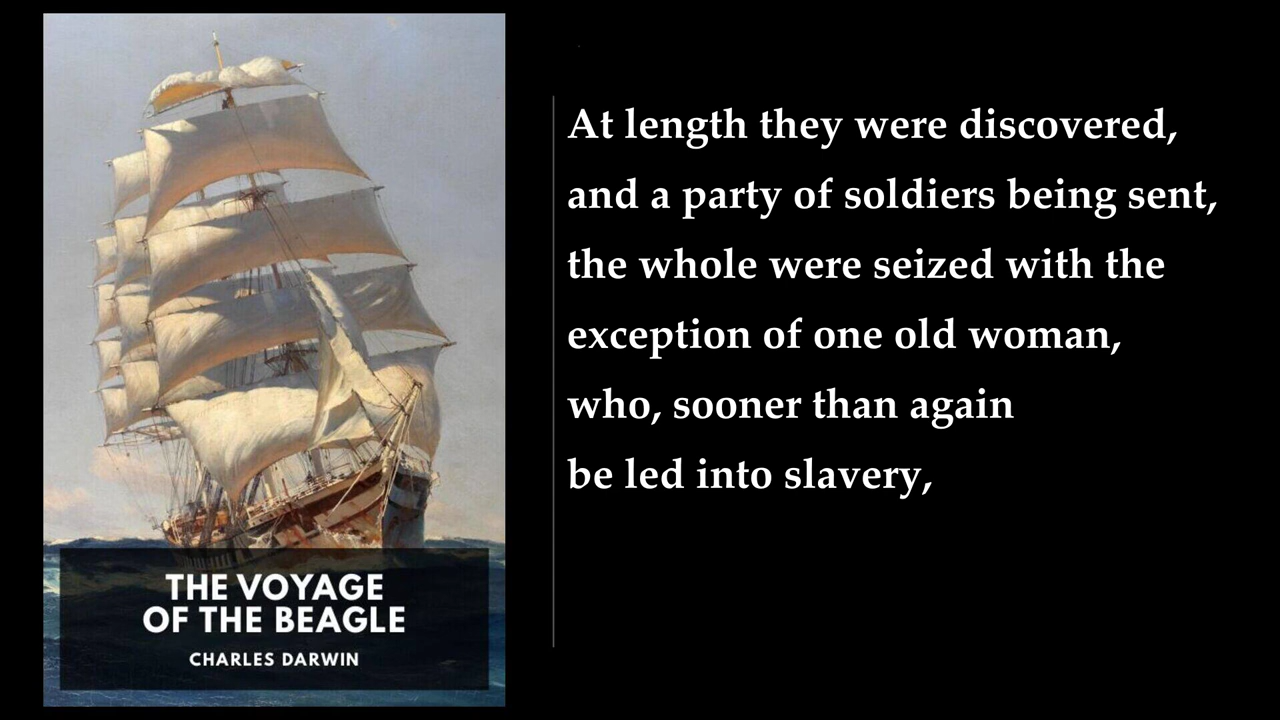 At length they were discovered,
and a party of soldiers being sent,
the whole were seized with the
exception of one old woman,
who, sooner than again
be led into slavery,
THE VOYAGE
OF THE BEAGLE
CHARLES DARWIN